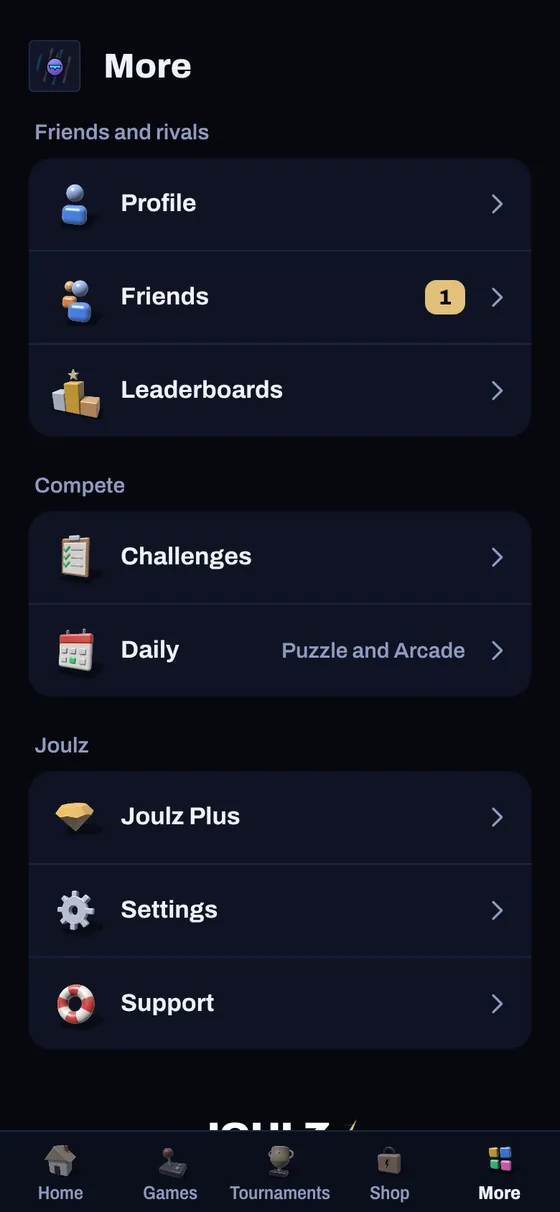 More
Friends and rivals
Profile
Friends
1
Leaderboards
Compete
Challenges
Daily
Puzzle and Arcade
Joulz
Joulz Plus
Settings
Support
JOULZ
Home
Games
Tournaments
Shop
More